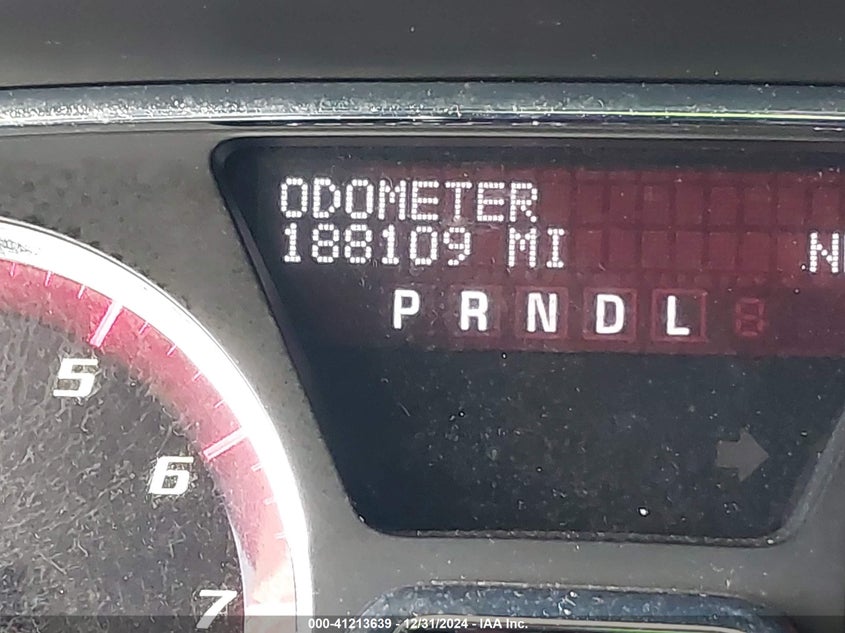 ODOMETER
188109 MI
P R N D L
5
6
7
000-41213639 - 12/31/2024 - IAA Inc.